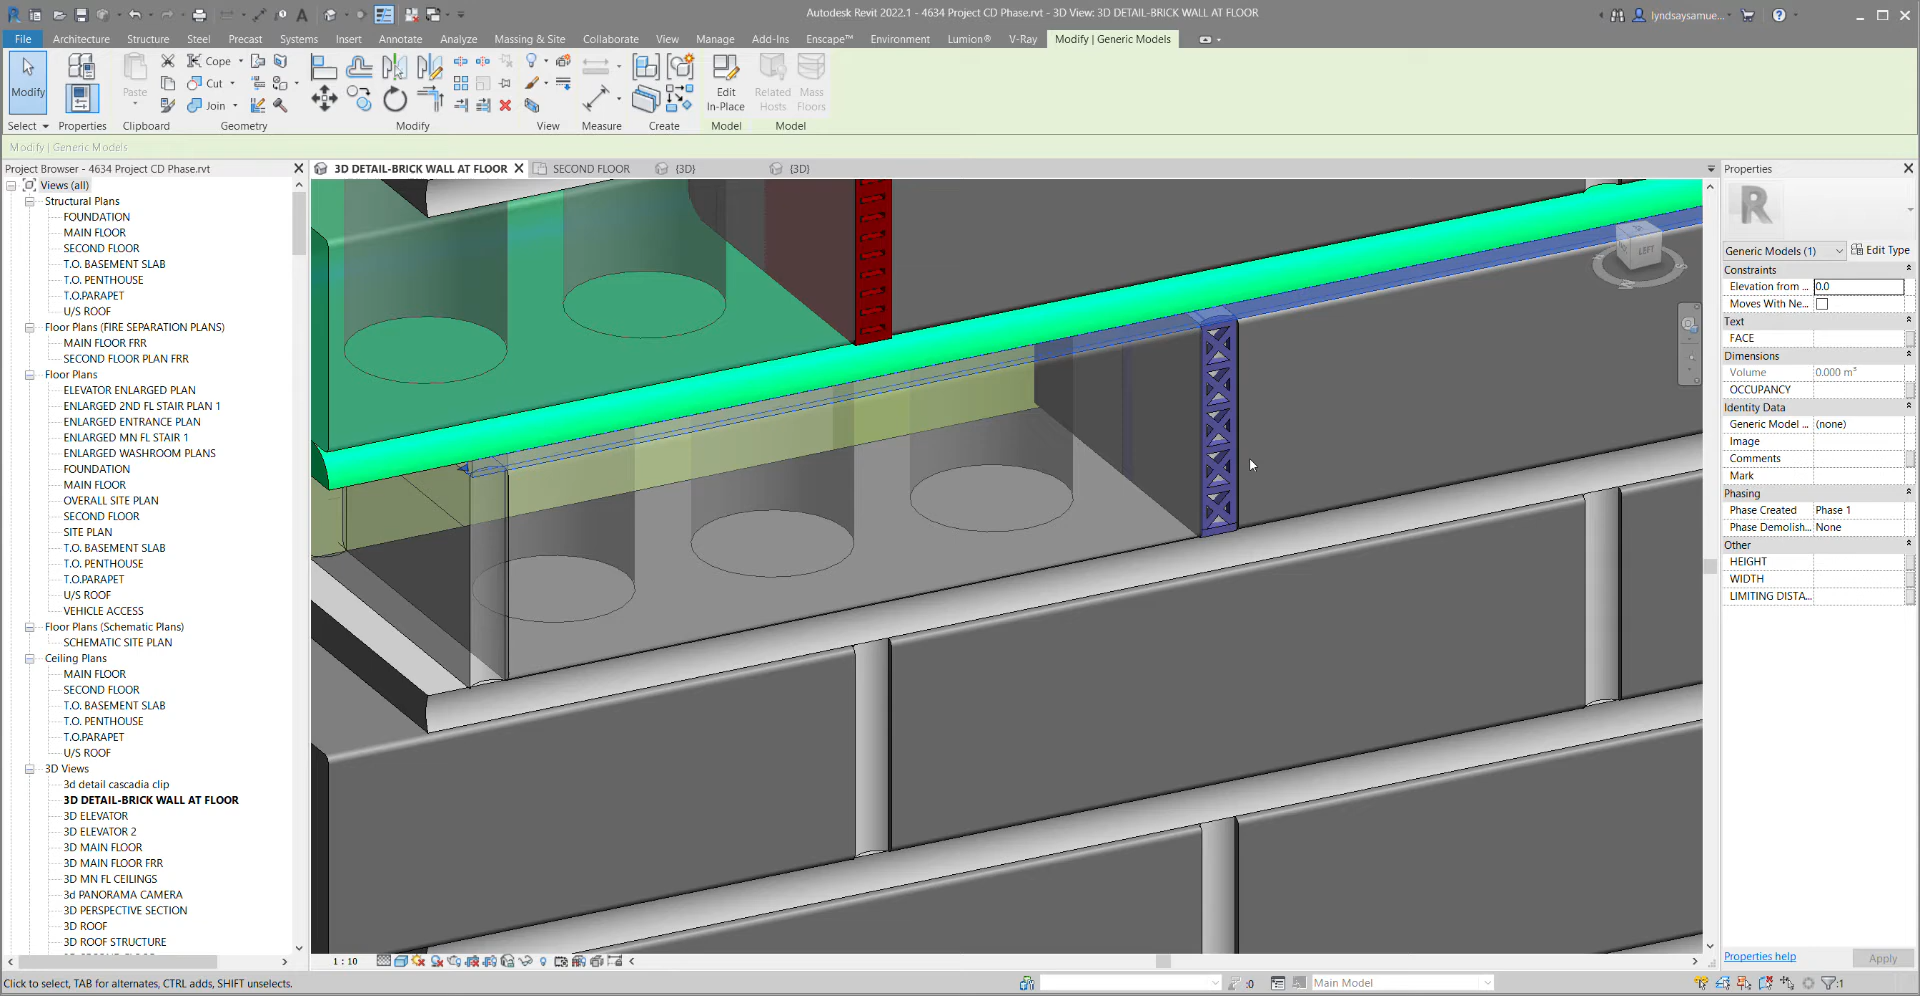 Autodesk Revit 2022.1 - 4634 Project CD Phase.rvt - 3D View: 3D DETAIL-BRICK WALL AT FLOOR
lyndsaysamue...
File Architecture Structure Steel Precast Systems Insert Annotate Analyze Massing & Site Collaborate View Manage Add-Ins Enscape™ Environment Lumion® V-Ray Modify | Generic Models
Modify
Paste
Cope
Cut
Join
Edit In-Place
Related Hosts
Mass Floors
Select Properties Clipboard Geometry Modify View Measure Create Model Model
Modify | Generic Models
Project Browser - 4634 Project CD Phase.rvt
3D DETAIL-BRICK WALL AT FLOOR
SECOND FLOOR
{3D}
{3D}
Views (all)
Structural Plans
FOUNDATION
MAIN FLOOR
SECOND FLOOR
T.O. BASEMENT SLAB
T.O. PENTHOUSE
T.O.PARAPET
U/S ROOF
Floor Plans (FIRE SEPARATION PLANS)
MAIN FLOOR FRR
SECOND FLOOR PLAN FRR
Floor Plans
ELEVATOR ENLARGED PLAN
ENLARGED 2ND FL STAIR PLAN 1
ENLARGED ENTRANCE PLAN
ENLARGED MN FL STAIR 1
ENLARGED WASHROOM PLANS
FOUNDATION
MAIN FLOOR
OVERALL SITE PLAN
SECOND FLOOR
SITE PLAN
T.O. BASEMENT SLAB
T.O. PENTHOUSE
T.O.PARAPET
U/S ROOF
VEHICLE ACCESS
Floor Plans (Schematic Plans)
SCHEMATIC SITE PLAN
Ceiling Plans
MAIN FLOOR
SECOND FLOOR
T.O. BASEMENT SLAB
T.O. PENTHOUSE
T.O.PARAPET
U/S ROOF
3D Views
3d detail cascadia clip
3D DETAIL-BRICK WALL AT FLOOR
3D ELEVATOR
3D ELEVATOR 2
3D MAIN FLOOR
3D MAIN FLOOR FRR
3D MN FL CEILINGS
3d PANORAMA CAMERA
3D PERSPECTIVE SECTION
3D ROOF
3D ROOF STRUCTURE
LEFT
Properties
Generic Models (1)
Edit Type
Constraints
Elevation from ... 0.0
Moves With Ne...
Text
FACE
Dimensions
Volume 0.000 m³
OCCUPANCY
Identity Data
Generic Model ... (none)
Image
Comments
Mark
Phasing
Phase Created Phase 1
Phase Demolish... None
Other
HEIGHT
WIDTH
LIMITING DISTA...
Properties help
Apply
1 : 10
Click to select, TAB for alternates, CTRL adds, SHIFT unselects.
:0
Main Model
:1